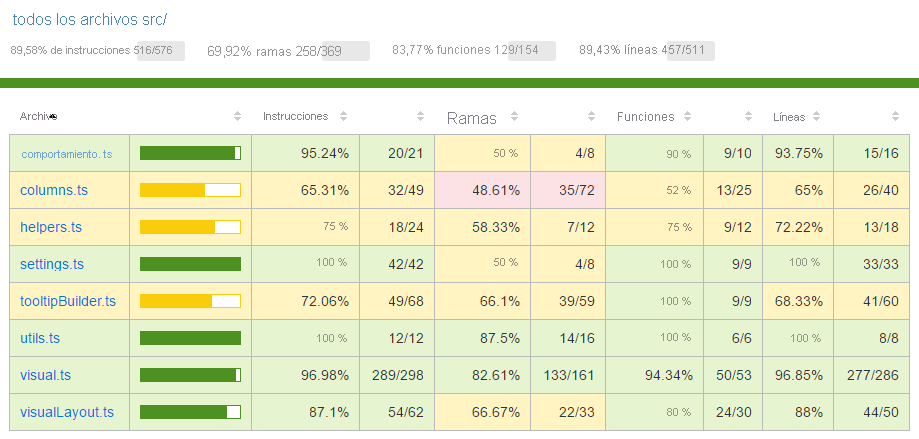 todos los archivos src/
89,58% de instrucciones 516/576 69,92% ramas 258/369 83,77% funciones 129/154 89,43% líneas 457/511
Archivo Instrucciones Ramas Funciones Líneas
comportamiento.ts 95.24% 20/21 50 % 4/8 90 % 9/10 93.75% 15/16
columns.ts 65.31% 32/49 48.61% 35/72 52 % 13/25 65% 26/40
helpers.ts 75 % 18/24 58.33% 7/12 75 % 9/12 72.22% 13/18
settings.ts 100 % 42/42 50 % 4/8 100 % 9/9 100 % 33/33
tooltipBuilder.ts 72.06% 49/68 66.1% 39/59 100 % 9/9 68.33% 41/60
utils.ts 100 % 12/12 87.5% 14/16 100 % 6/6 100 % 8/8
visual.ts 96.98% 289/298 82.61% 133/161 94.34% 50/53 96.85% 277/286
visualLayout.ts 87.1% 54/62 66.67% 22/33 80 % 24/30 88% 44/50